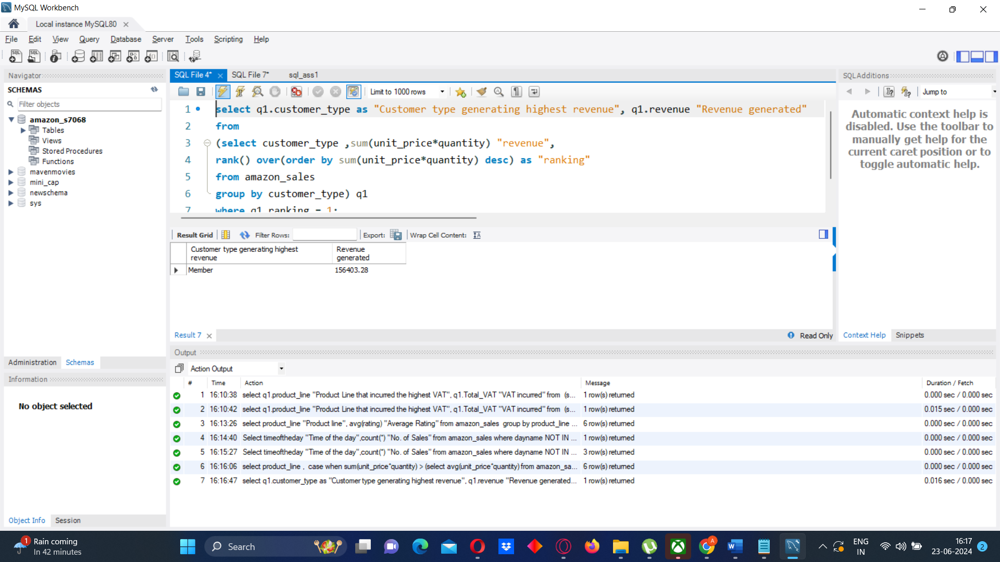 MySQL Workbench
Local instance MySQL80
File Edit View Query Database Server Tools Scripting Help
Navigator
SCHEMAS
Filter objects
amazon_s7068
Tables
Views
Stored Procedures
Functions
mavenmovies
mini_cap
newschema
sys
Administration Schemas
Information
No object selected
Object Info Session
SQL File 4* SQL File 7* sql_ass1
Limit to 1000 rows
1 select q1.customer_type as "Customer type generating highest revenue", q1.revenue "Revenue generated"
2 from
3 (select customer_type ,sum(unit_price*quantity) "revenue",
4 rank() over(order by sum(unit_price*quantity) desc) as "ranking"
5 from amazon_sales
6 group by customer_type) q1
7 where q1.ranking = 1;
Result Grid Filter Rows: Export: Wrap Cell Content:
Customer type generating highest revenue Revenue generated
Member 156403.28
Result 7 Read Only
Output
Action Output
# Time Action Message Duration / Fetch
1 16:10:38 select q1.product_line "Product Line that incurred the highest VAT", q1.Total_VAT "VAT incurred" from (s... 1 row(s) returned 0.000 sec / 0.000 sec
2 16:10:42 select q1.product_line "Product Line that incurred the highest VAT", q1.Total_VAT "VAT incurred" from (s... 1 row(s) returned 0.015 sec / 0.000 sec
3 16:13:26 select product_line "Product line", avg(rating) "Average Rating" from amazon_sales group by product_line ... 6 row(s) returned 0.000 sec / 0.000 sec
4 16:14:40 Select timeoftheday "Time of the day",count(*) "No. of Sales" from amazon_sales where dayname NOT IN ... 1 row(s) returned 0.000 sec / 0.000 sec
5 16:15:27 Select timeoftheday "Time of the day",count(*) "No. of Sales" from amazon_sales where dayname NOT IN ... 3 row(s) returned 0.000 sec / 0.000 sec
6 16:16:06 select product_line , case when sum(unit_price*quantity) > (select avg(unit_price*quantity) from amazon_sa... 6 row(s) returned 0.000 sec / 0.000 sec
7 16:16:47 select q1.customer_type as "Customer type generating highest revenue", q1.revenue "Revenue generated... 1 row(s) returned 0.016 sec / 0.000 sec
SQLAdditions
Jump to
Automatic context help is
disabled. Use the toolbar to
manually get help for the
current caret position or to
toggle automatic help.
Context Help Snippets
1 Rain coming
In 42 minutes
Search
A
ENG
IN
16:17
23-06-2024
2